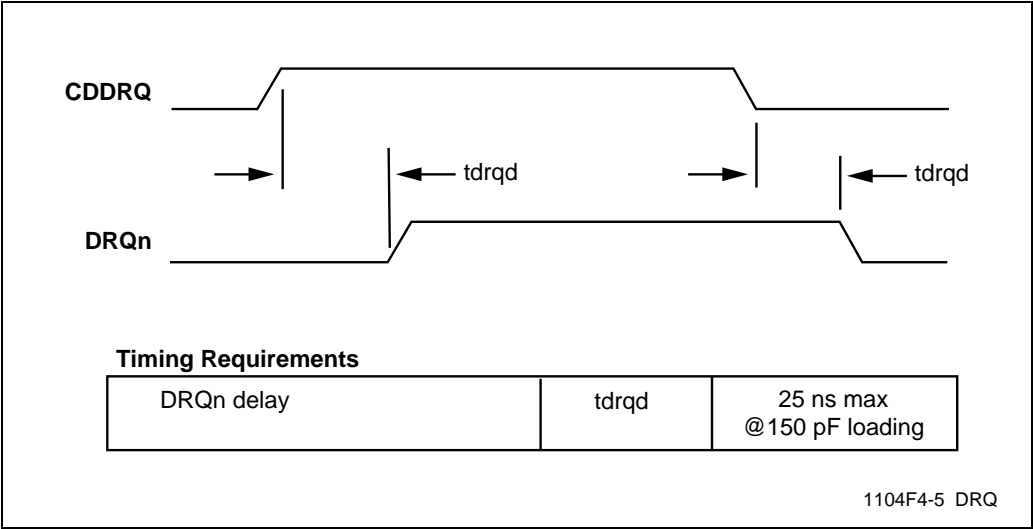 CDDRQ
tdrqd
tdrqd
DRQn
Timing Requirements
DRQn delay
tdrqd
25 ns max
@150 pF loading
1104F4-5 DRQ